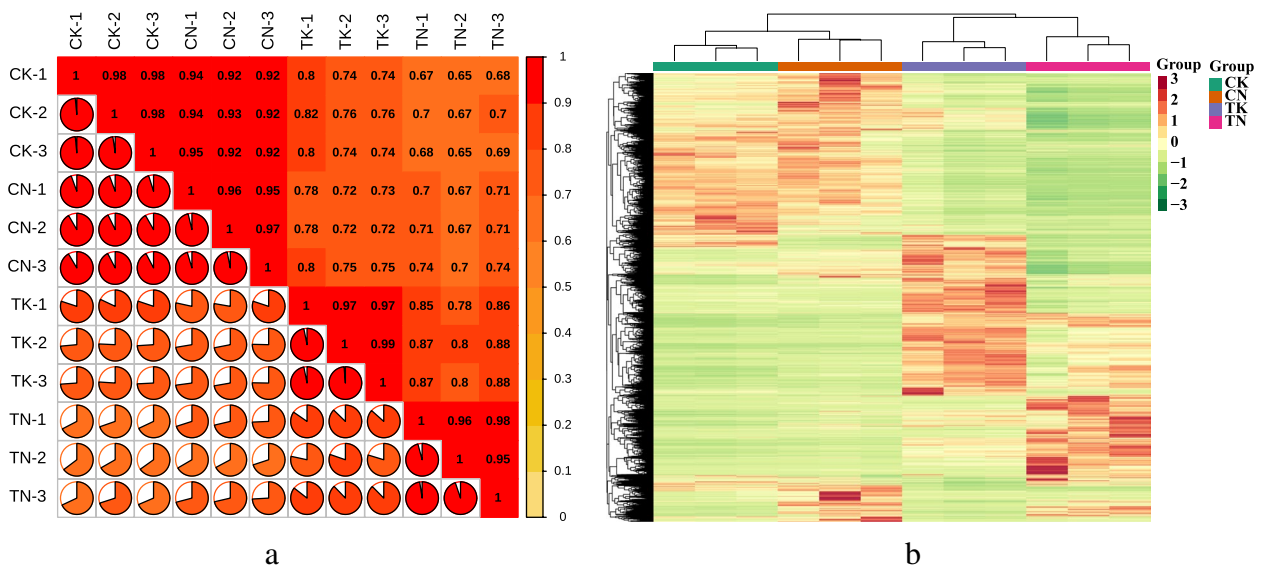 CK-1 CK-2 CK-3 CN-1 CN-2 CN-3 TK-1 TK-2 TK-3 TN-1 TN-2 TN-3
CK-1 1 0.98 0.98 0.94 0.92 0.92 0.8 0.74 0.74 0.67 0.65 0.68
CK-2 1 0.98 0.94 0.93 0.92 0.82 0.76 0.76 0.7 0.67 0.7
CK-3 1 0.95 0.92 0.92 0.8 0.74 0.74 0.68 0.65 0.69
CN-1 1 0.96 0.95 0.78 0.72 0.73 0.7 0.67 0.71
CN-2 1 0.97 0.78 0.72 0.72 0.71 0.67 0.71
CN-3 1 0.8 0.75 0.75 0.74 0.7 0.74
TK-1 1 0.97 0.97 0.85 0.78 0.86
TK-2 1 0.99 0.87 0.8 0.88
TK-3 1 0.87 0.8 0.88
TN-1 1 0.96 0.98
TN-2 1 0.95
TN-3 1
1
0.9
0.8
0.7
0.6
0.5
0.4
0.3
0.2
0.1
0
a
Group
3
2
1
0
−1
−2
−3
Group
CK
CN
TK
TN
b